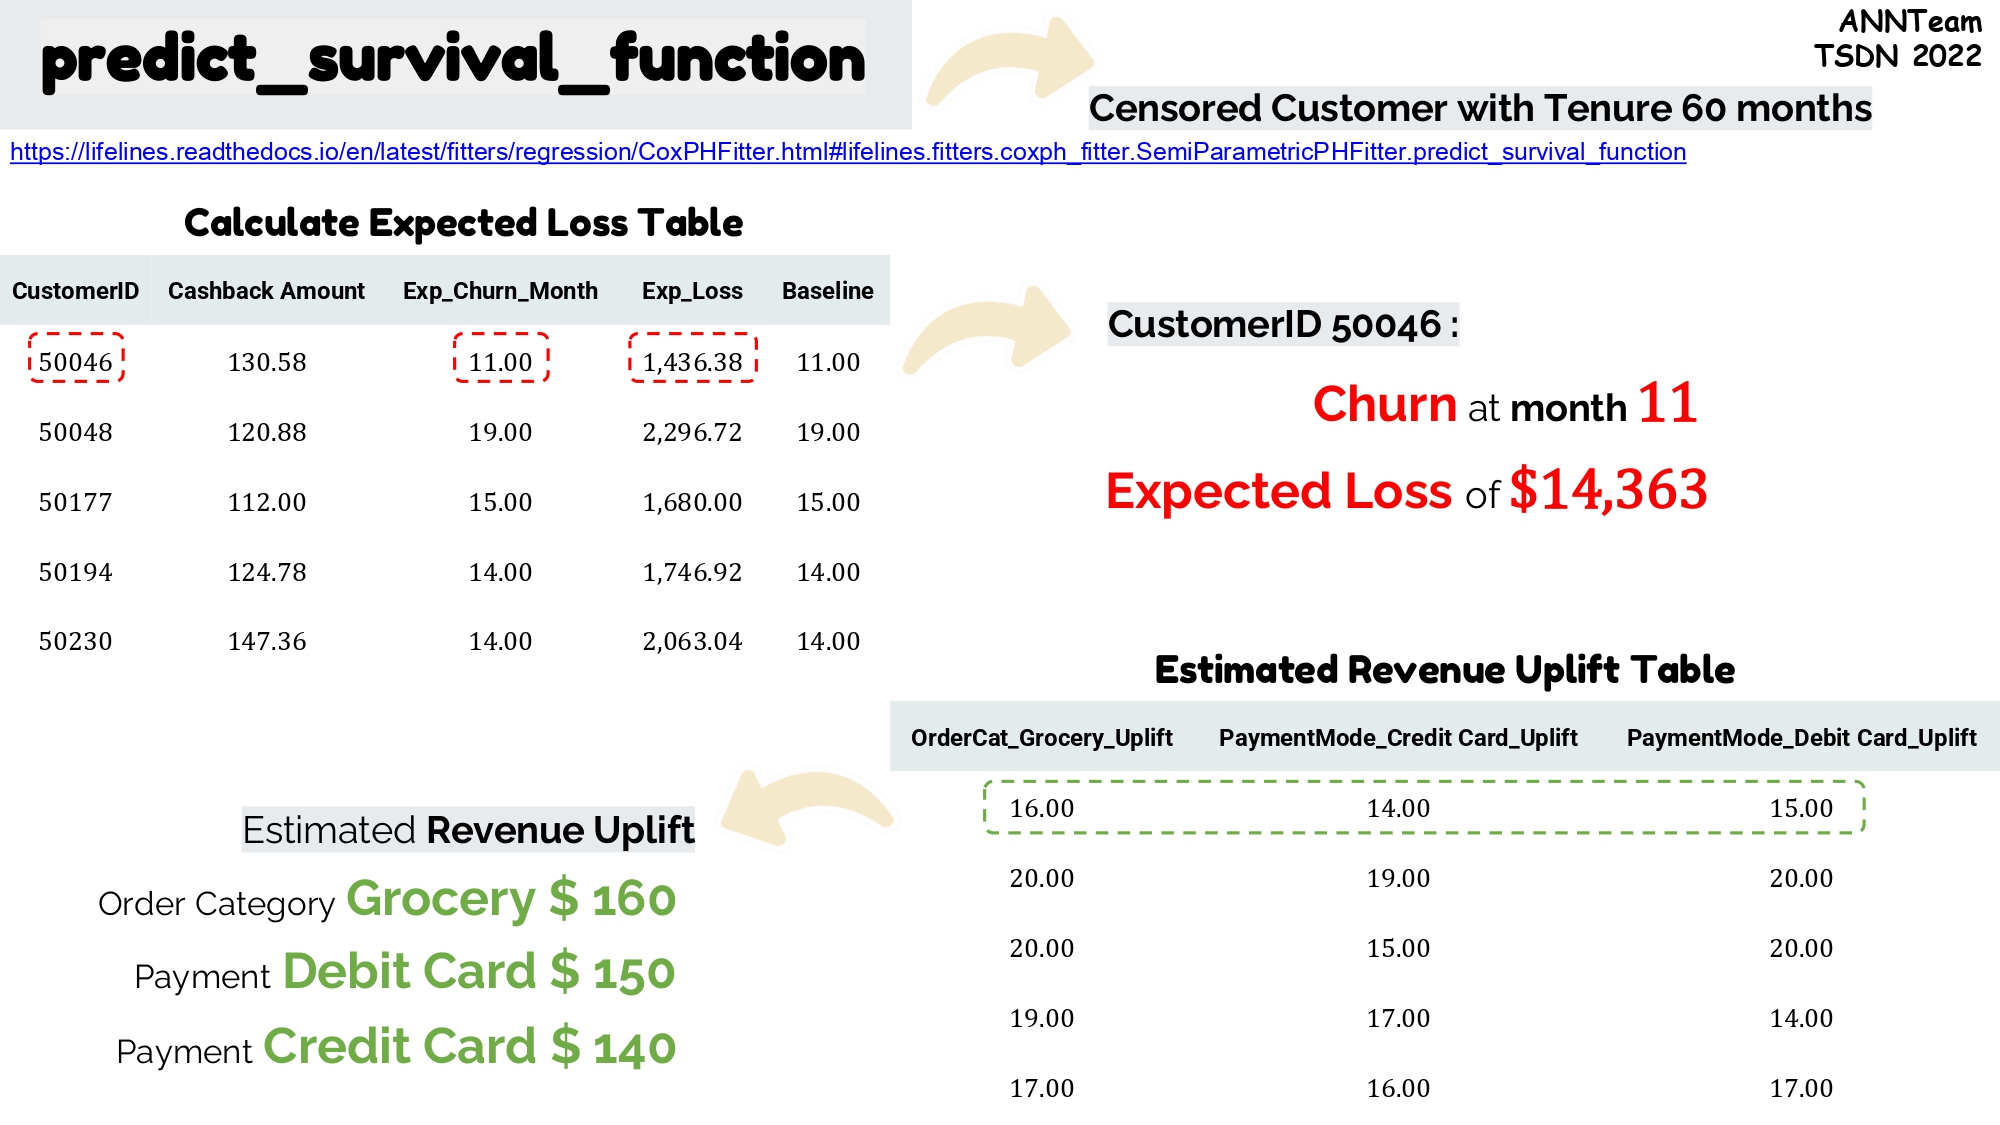 predict_survival_function
ANNTeam
TSDN 2022
Censored Customer with Tenure 60 months
https://lifelines.readthedocs.io/en/latest/fitters/regression/CoxPHFitter.html#lifelines.fitters.coxph_fitter.SemiParametricPHFitter.predict_survival_function
Calculate Expected Loss Table
CustomerID Cashback Amount Exp_Churn_Month Exp_Loss Baseline
50046 130.58 11.00 1,436.38 11.00
50048 120.88 19.00 2,296.72 19.00
50177 112.00 15.00 1,680.00 15.00
50194 124.78 14.00 1,746.92 14.00
50230 147.36 14.00 2,063.04 14.00
CustomerID 50046 :
Churn at month 11
Expected Loss of $14,363
Estimated Revenue Uplift Table
OrderCat_Grocery_Uplift PaymentMode_Credit Card_Uplift PaymentMode_Debit Card_Uplift
16.00 14.00 15.00
20.00 19.00 20.00
20.00 15.00 20.00
19.00 17.00 14.00
17.00 16.00 17.00
Estimated Revenue Uplift
Order Category Grocery $ 160
Payment Debit Card $ 150
Payment Credit Card $ 140